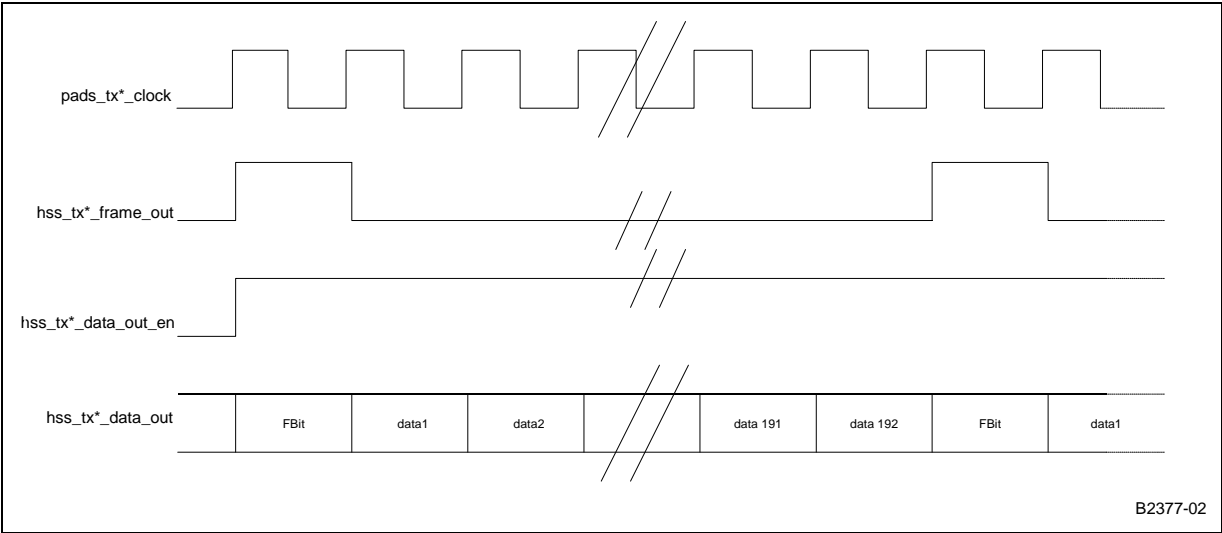 pads_tx*_clock
hss_tx*_frame_out
hss_tx*_data_out_en
hss_tx*_data_out
FBit data1 data2 data 191 data 192 FBit data1
B2377-02